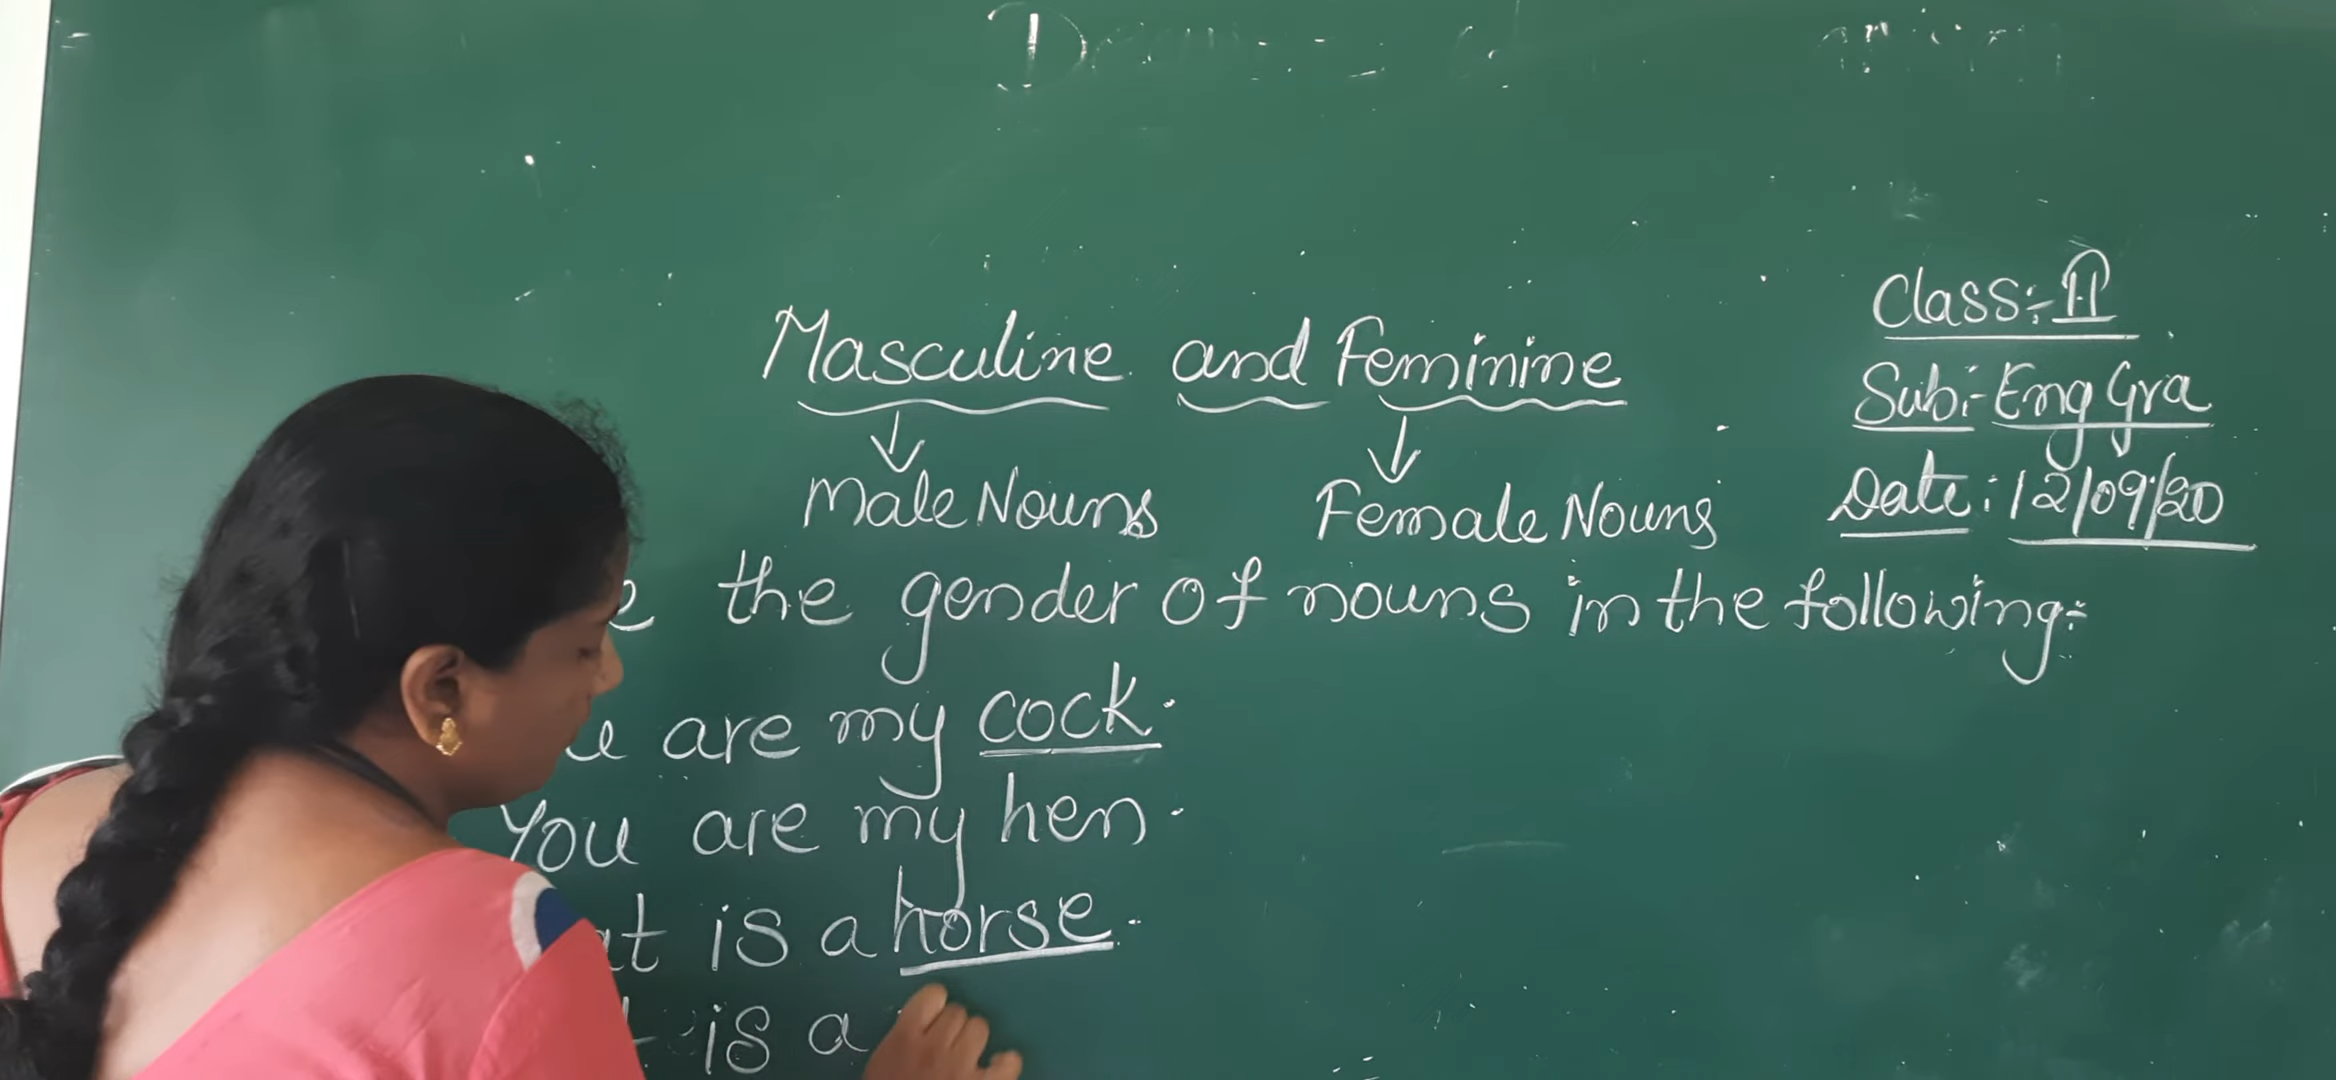 Masculine and Feminine
Male Nouns Female Nouns
Class:- II
Sub:- Eng Gra
Date: 12/09/20
the gender of nouns in the following:-
are my cock.
You are my hen.
is a horse.
is a